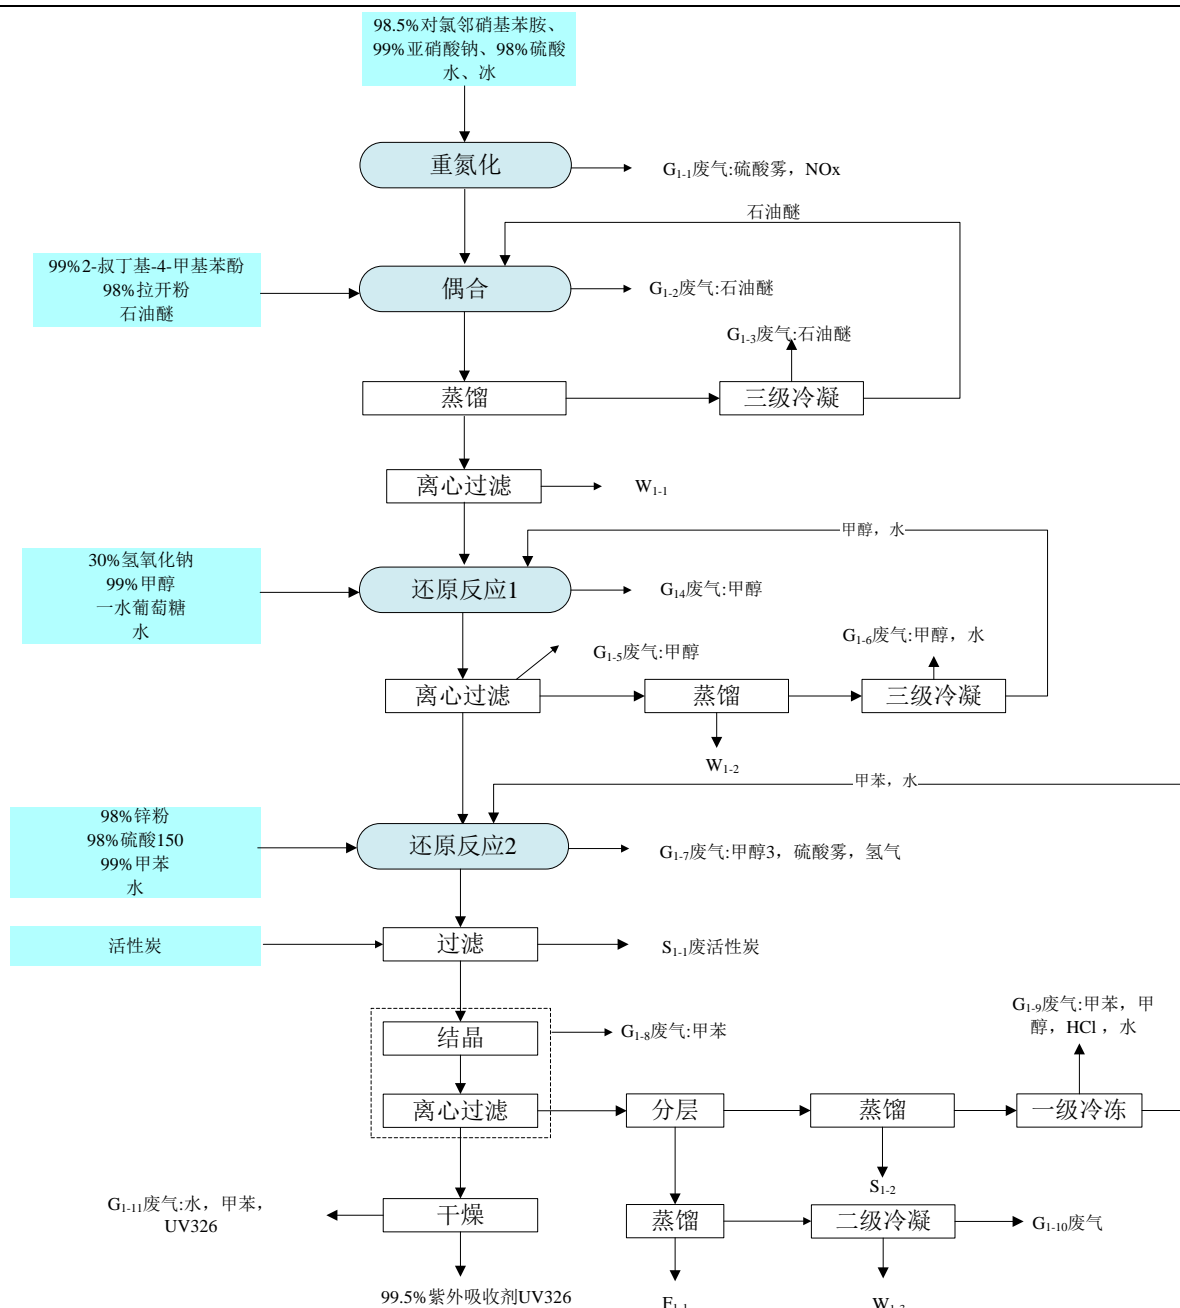 98.5%对氯邻硝基苯胺、
99%亚硝酸钠、98%硫酸
水、冰
重氮化
G1-1废气:硫酸雾，NOx
石油醚
99%2-叔丁基-4-甲基苯酚
98%拉开粉
石油醚
偶合
G1-2废气:石油醚
G1-3废气:石油醚
蒸馏
三级冷凝
离心过滤
W1-1
甲醇，水
30%氢氧化钠
99%甲醇
一水葡萄糖
水
还原反应1
G14废气:甲醇
G1-5废气:甲醇
G1-6废气:甲醇，水
离心过滤
蒸馏
三级冷凝
W1-2
甲苯，水
98%锌粉
98%硫酸150
99%甲苯
水
还原反应2
G1-7废气:甲醇3，硫酸雾，氢气
活性炭
过滤
S1-1废活性炭
结晶
G1-8废气:甲苯
G1-9废气:甲苯，甲
醇，HCl ，水
离心过滤
分层
蒸馏
一级冷冻
S1-2
G1-11废气:水，甲苯，
UV326
干燥
蒸馏
二级冷凝
G1-10废气
99.5%紫外吸收剂UV326
F1-1
W1-3